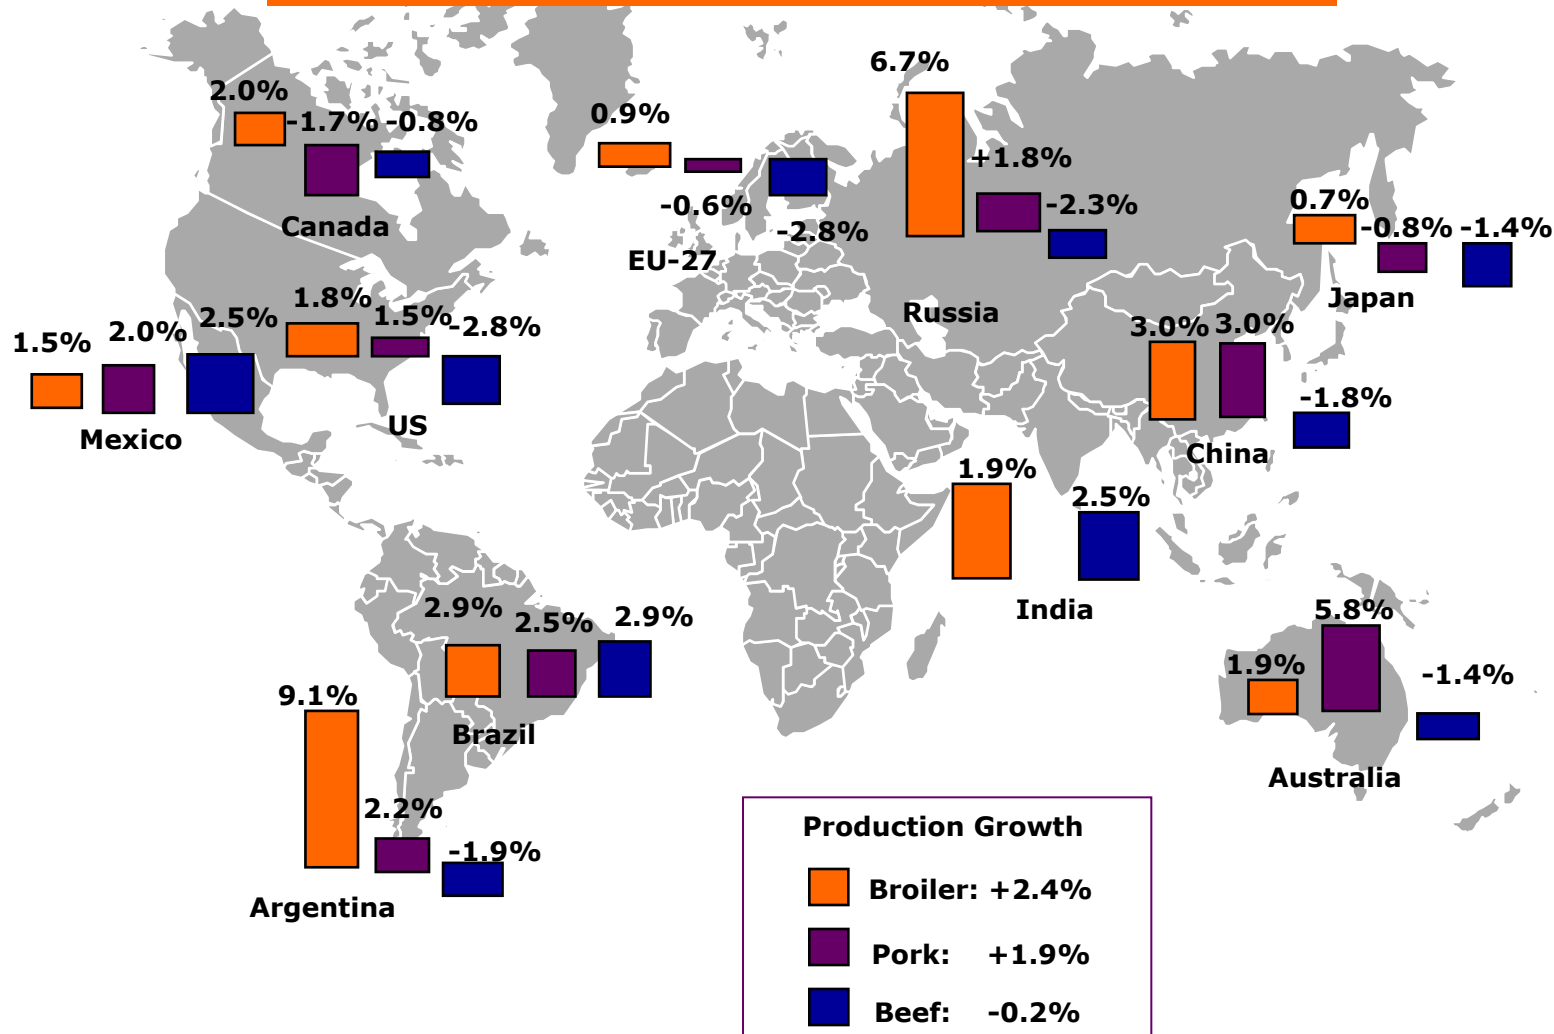 6.7%
2.0%
-1.7% -0.8%
0.9%
+1.8%
-0.6%
-2.3%
-2.8%
0.7%
-0.8% -1.4%
Canada
EU-27
Japan
Russia
1.5%
2.0%
2.5%
1.8%
1.5%
-2.8%
3.0% 3.0%
-1.8%
Mexico
US
China
1.9%
2.5%
India
2.9%
2.5%
2.9%
5.8%
1.9%
-1.4%
9.1%
Brazil
Australia
2.2%
-1.9%
Argentina
Production Growth
Broiler: +2.4%
Pork: +1.9%
Beef: -0.2%